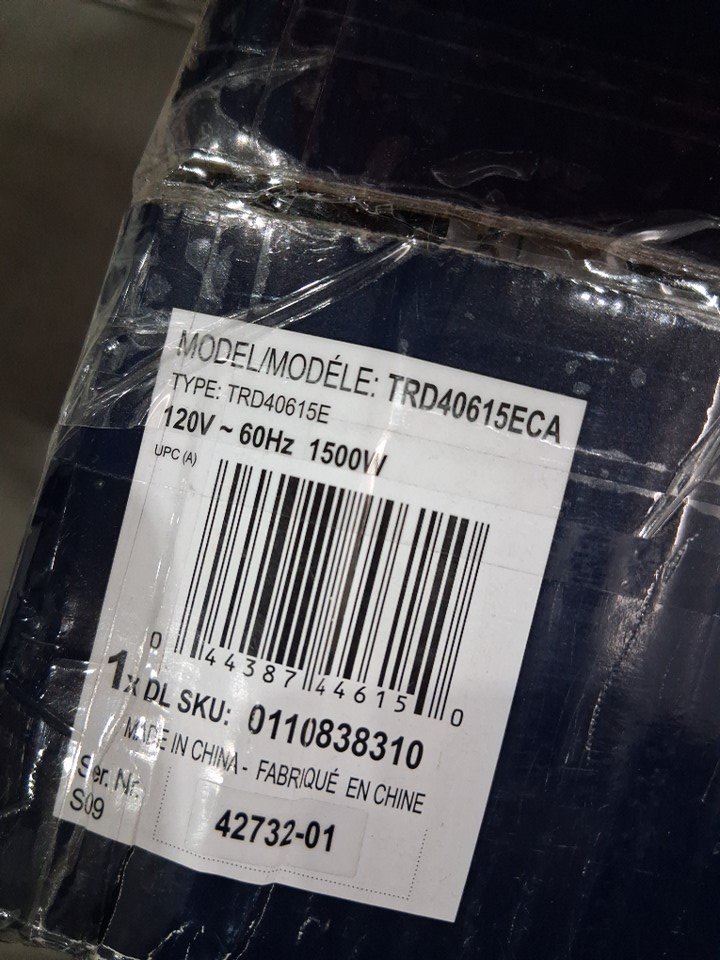 MODEL/MODÉLE: TRD40615ECA
TYPE: TRD40615E
120V ~ 60Hz 1500W
UPC (A)
0 44387 44615 0
1x DL SKU: 0110838310
MADE IN CHINA - FABRIQUÉ EN CHINE
Ser. Nr.
S09
42732-01